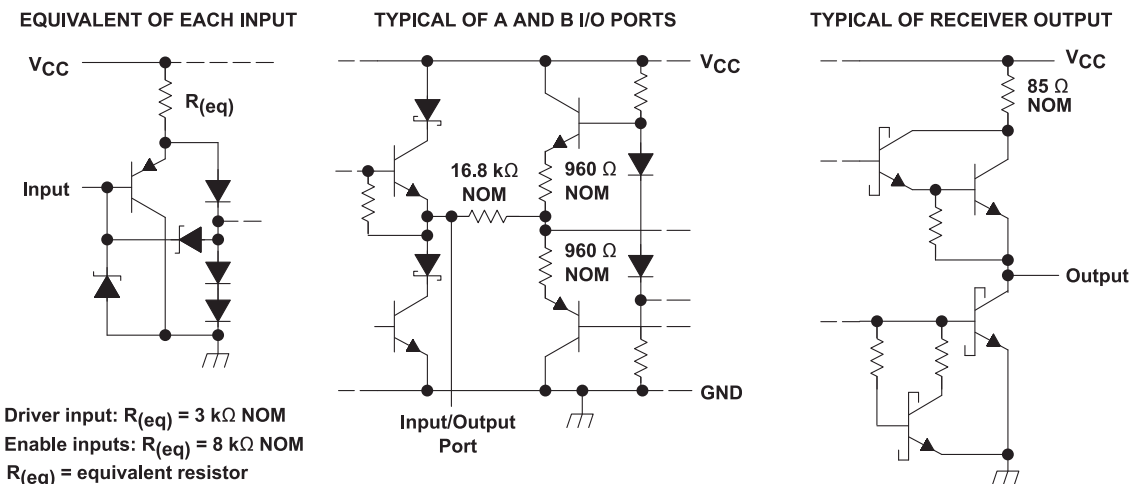 EQUIVALENT OF EACH INPUT
VCC
R(eq)
Input
Driver input: R(eq) = 3 kΩ NOM
Enable inputs: R(eq) = 8 kΩ NOM
R(eq) = equivalent resistor
TYPICAL OF A AND B I/O PORTS
VCC
16.8 kΩ
NOM
960 Ω
NOM
960 Ω
NOM
GND
Input/Output
Port
TYPICAL OF RECEIVER OUTPUT
VCC
85 Ω
NOM
Output